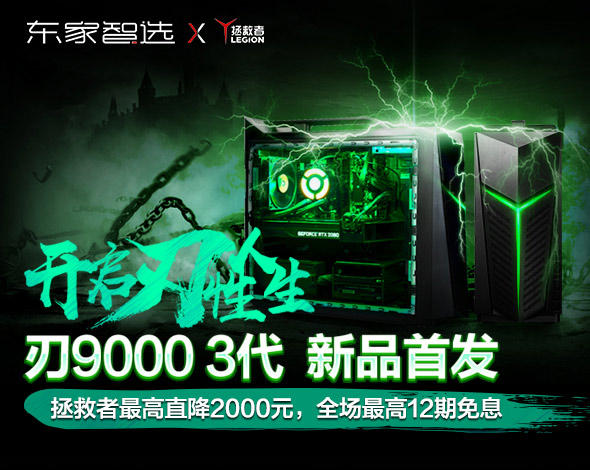 东家智选 X 拯救者
LEGION
GEFORCE RTX 2080
开启刃性人生
刃9000 3代 新品首发
拯救者最高直降2000元，全场最高12期免息